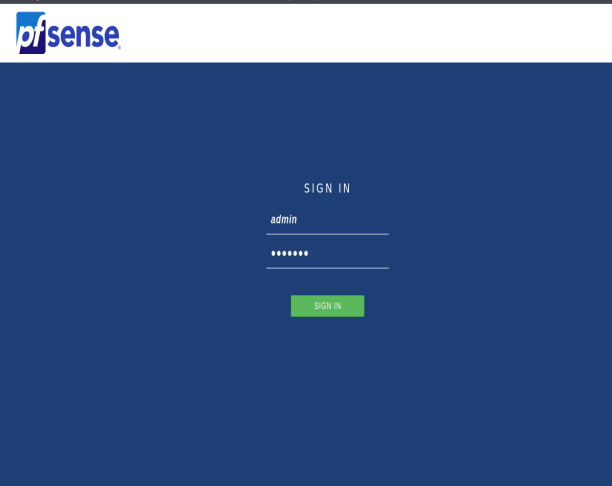 pfsense
SIGN IN
admin
•••••••
SIGN IN